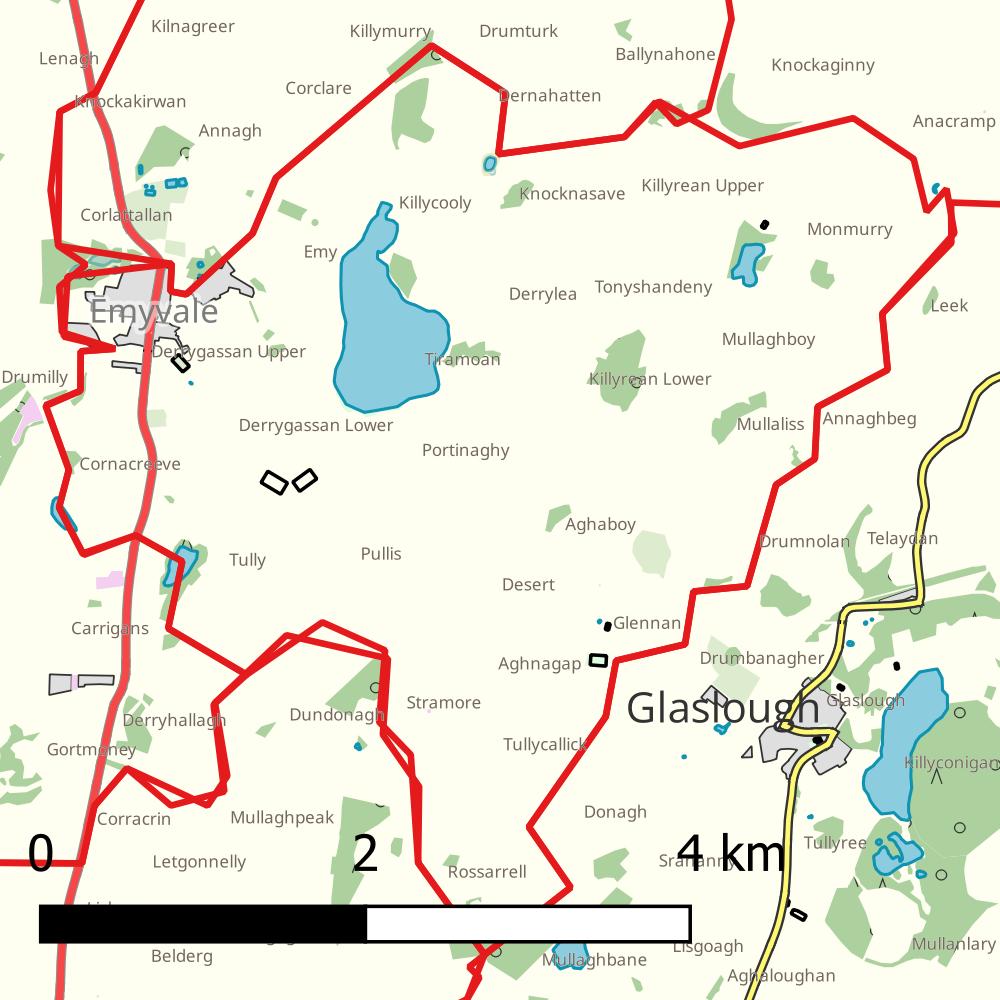 Kilnagreer
Killymurry
Drumturk
Ballynahone
Lenagh
Knockaginny
Corclare
Dernahatten
Knockakirwan
Anacramp
Annagh
Killyrean Upper
Knocknasave
Killycooly
Corlattallan
Monmurry
Emy
Tonyshandeny
Derrylea
Leek
Emyvale
Mullaghboy
Derrygassan Upper
Tiramoan
Drumilly
Killyrean Lower
Annaghbeg
Mullaliss
Derrygassan Lower
Portinaghy
Cornacreeve
Aghaboy
Telaydan
Drumnolan
Pullis
Tully
Desert
Glennan
Carrigans
Drumbanagher
Aghnagap
Glaslough
Glaslough
Stramore
Dundonagh
Derryhallagh
Tullycallick
Gortmoney
Killyconigan
Donagh
Mullaghpeak
Corracrin
Tullyree
0 2 4 km
Letgonnelly
Rossarrell
Lisgoagh
Mullanlary
Belderg
Mullaghbane
Aghaloughan